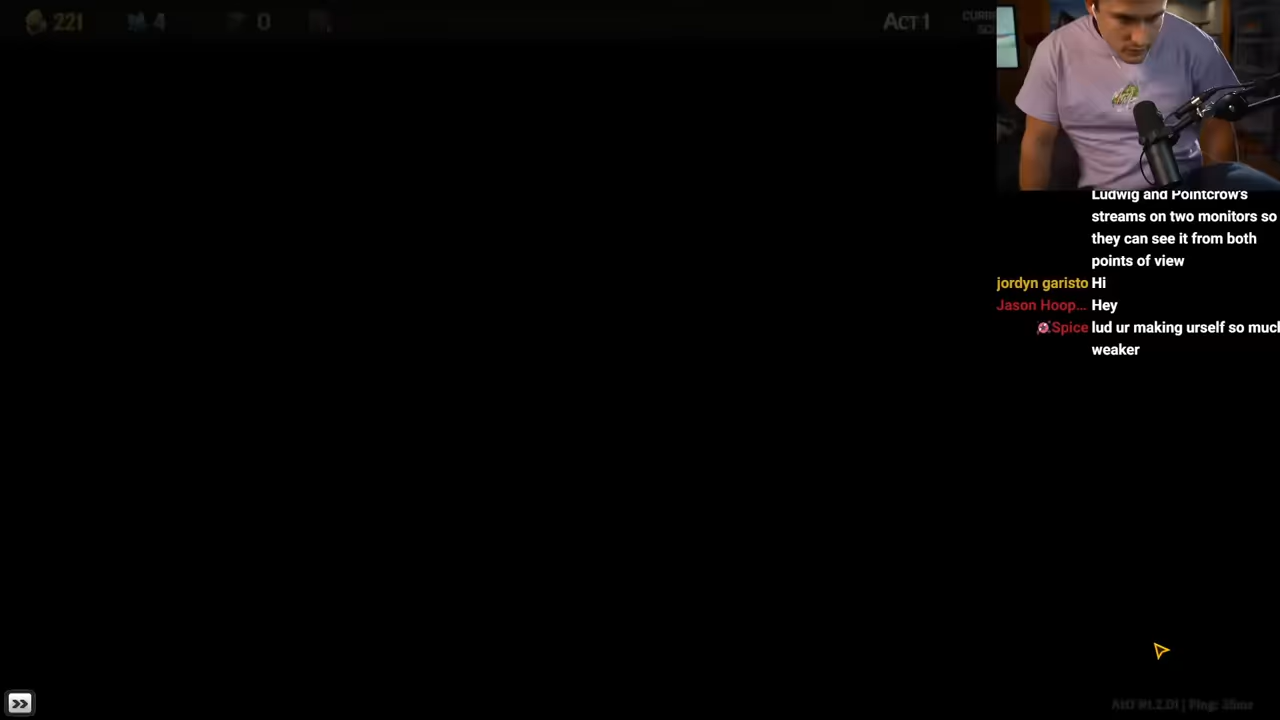 221 4 0 ACT 1
Ludwig and Pointcrow's
streams on two monitors so
they can see it from both
points of view
jordyn garisto Hi
Jason Hoop... Hey
Spice lud ur making urself so much
weaker